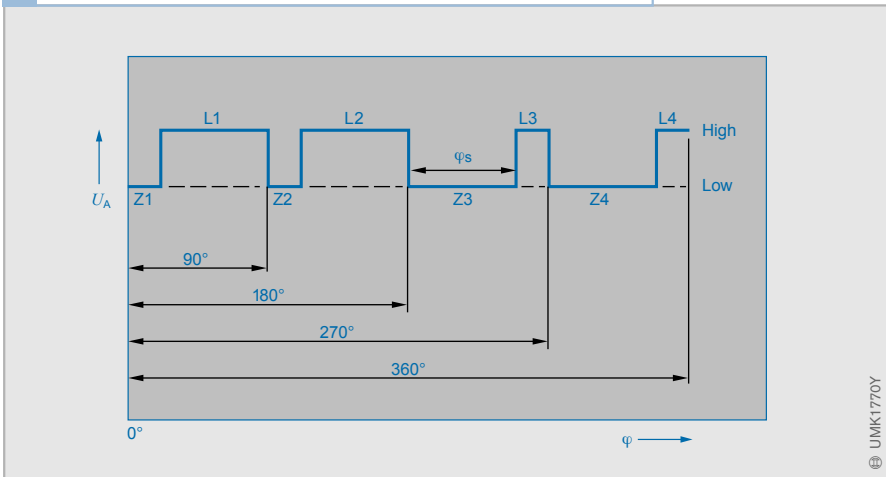 L1 L2 L3 L4 High
φs
U_A Z1 Z2 Z3 Z4 Low
90°
180°
270°
360°
0° φ
© UMK1770Y